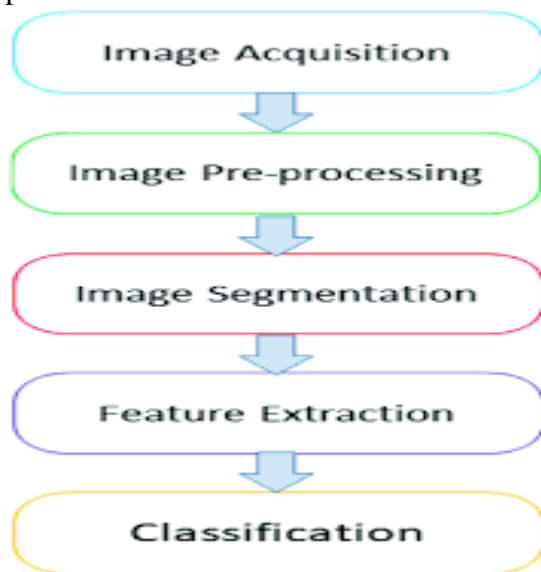 Image Acquisition
Image Pre-processing
Image Segmentation
Feature Extraction
Classification